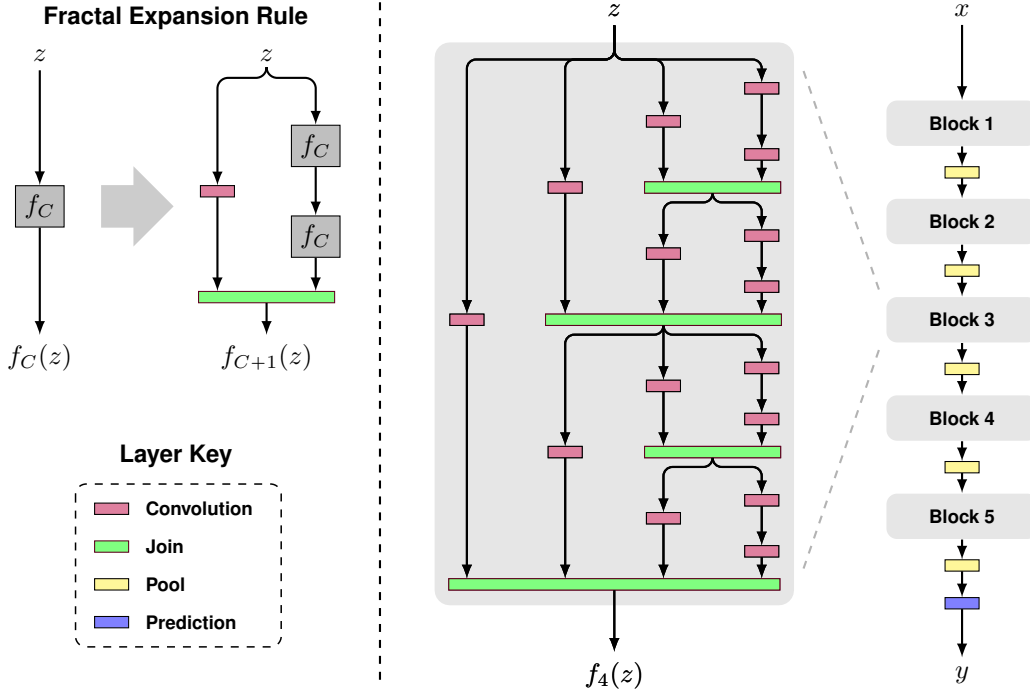 Fractal Expansion Rule
z
f_C
f_C(z)
z
f_C
f_C
f_{C+1}(z)
Layer Key
Convolution
Join
Pool
Prediction
z
f_4(z)
x
Block 1
Block 2
Block 3
Block 4
Block 5
y